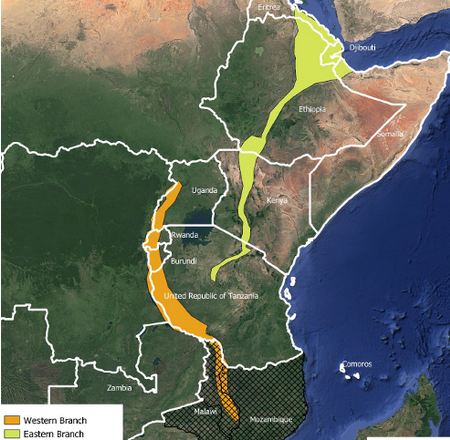 Eritrea
Djibouti
Ethiopia
Somalia
Uganda
Kenya
Rwanda
Burundi
United Republic of Tanzania
Comoros
Zambia
Malawi
Mozambique
Western Branch
Eastern Branch